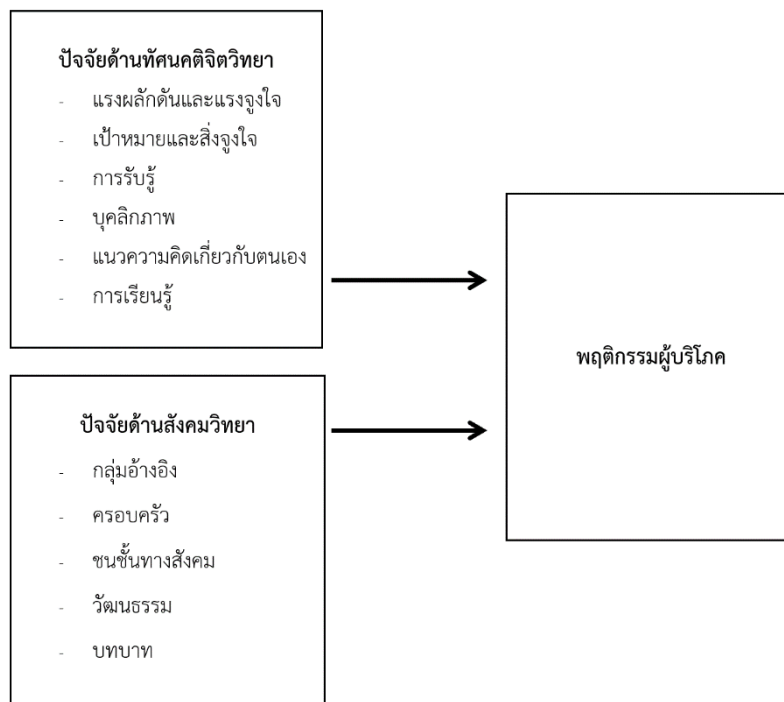 ปัจจัยด้านทัศนคติจิตวิทยา
- แรงผลักดันและแรงจูงใจ
- เป้าหมายและสิ่งจูงใจ
- การรับรู้
- บุคลิกภาพ
- แนวความคิดเกี่ยวกับตนเอง
- การเรียนรู้
ปัจจัยด้านสังคมวิทยา
- กลุ่มอ้างอิง
- ครอบครัว
- ชนชั้นทางสังคม
- วัฒนธรรม
- บทบาท
พฤติกรรมผู้บริโภค